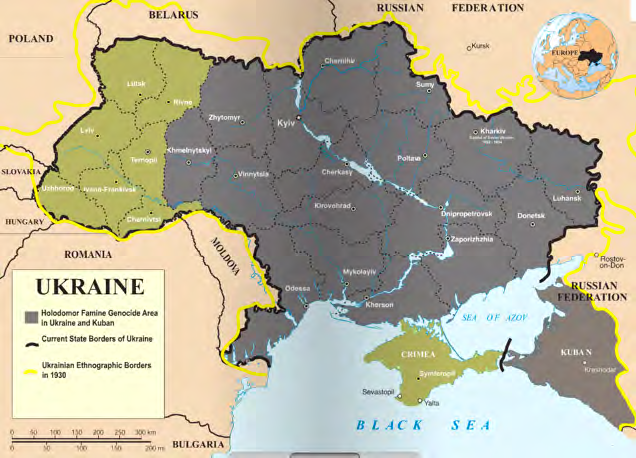 BELARUS
RUSSIAN FEDERATION
POLAND
Kursk
EUROPE
Chernihiv
Lutsk
Rivne
Sumy
Zhytomyr
Kyiv
Lviv
Kharkiv
Ternopil
Khmelnytskyi
Poltava
SLOVAKIA
Vinnytsia
Cherkasy
Uzhhorod
Ivano-Frankivsk
Luhansk
Kirovohrad
Dnipropetrovsk
Chernivtsi
Donetsk
HUNGARY
Zaporizhzhia
MOLDOVA
ROMANIA
Rostov-
on-Don
Mykolayiv
UKRAINE
Odessa
Kherson
RUSSIAN
FEDERATION
Holodomor Famine Genocide Area
in Ukraine and Kuban
SEA OF AZOV
Current State Borders of Ukraine
CRIMEA
KUBAN
Ukrainian Ethnographic Borders
in 1930
Krasnodar
Symferopil
Sevastopol
Yalta
BLACK SEA
0 50 100 150 200 250 300 km
0 50 100 150 200 mi
BULGARIA